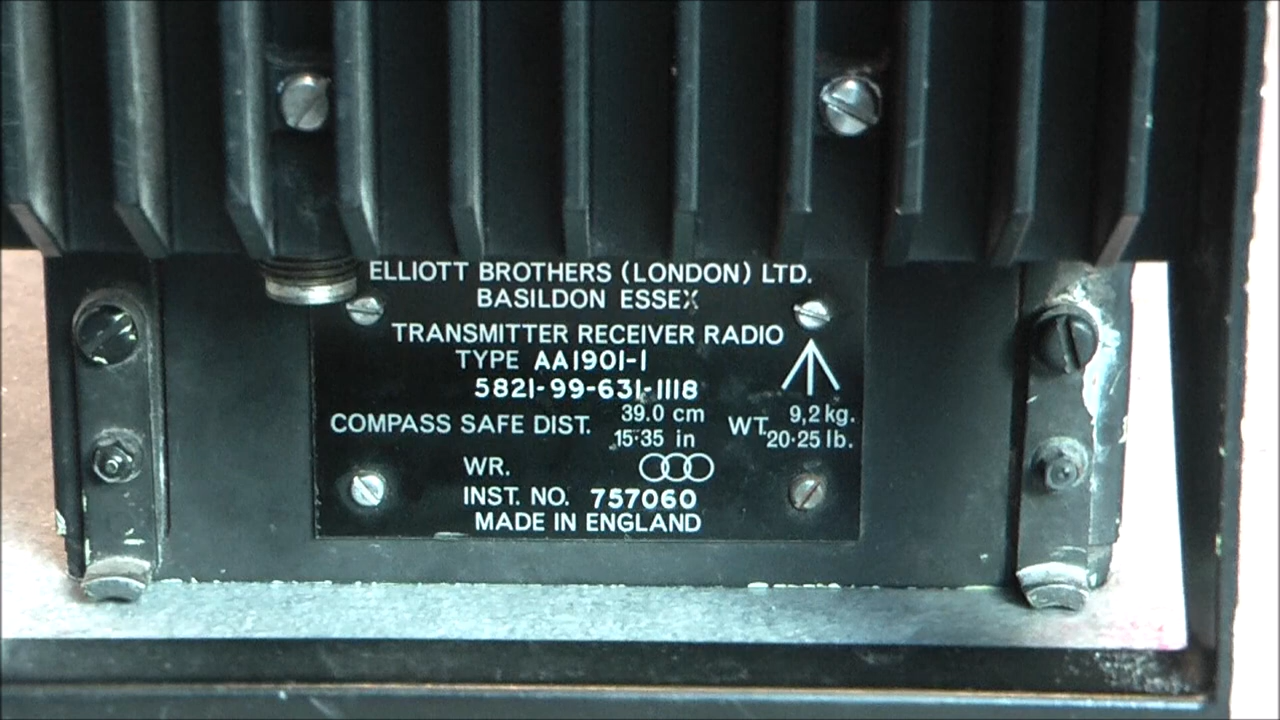 ELLIOTT BROTHERS (LONDON) LTD.
BASILDON ESSEX
TRANSMITTER RECEIVER RADIO
TYPE AA1901-1
5821-99-631-1118
COMPASS SAFE DIST. 39.0 cm WT. 9,2 kg.
15·35 in 20·25 lb.
WR.
INST. NO. 757060
MADE IN ENGLAND